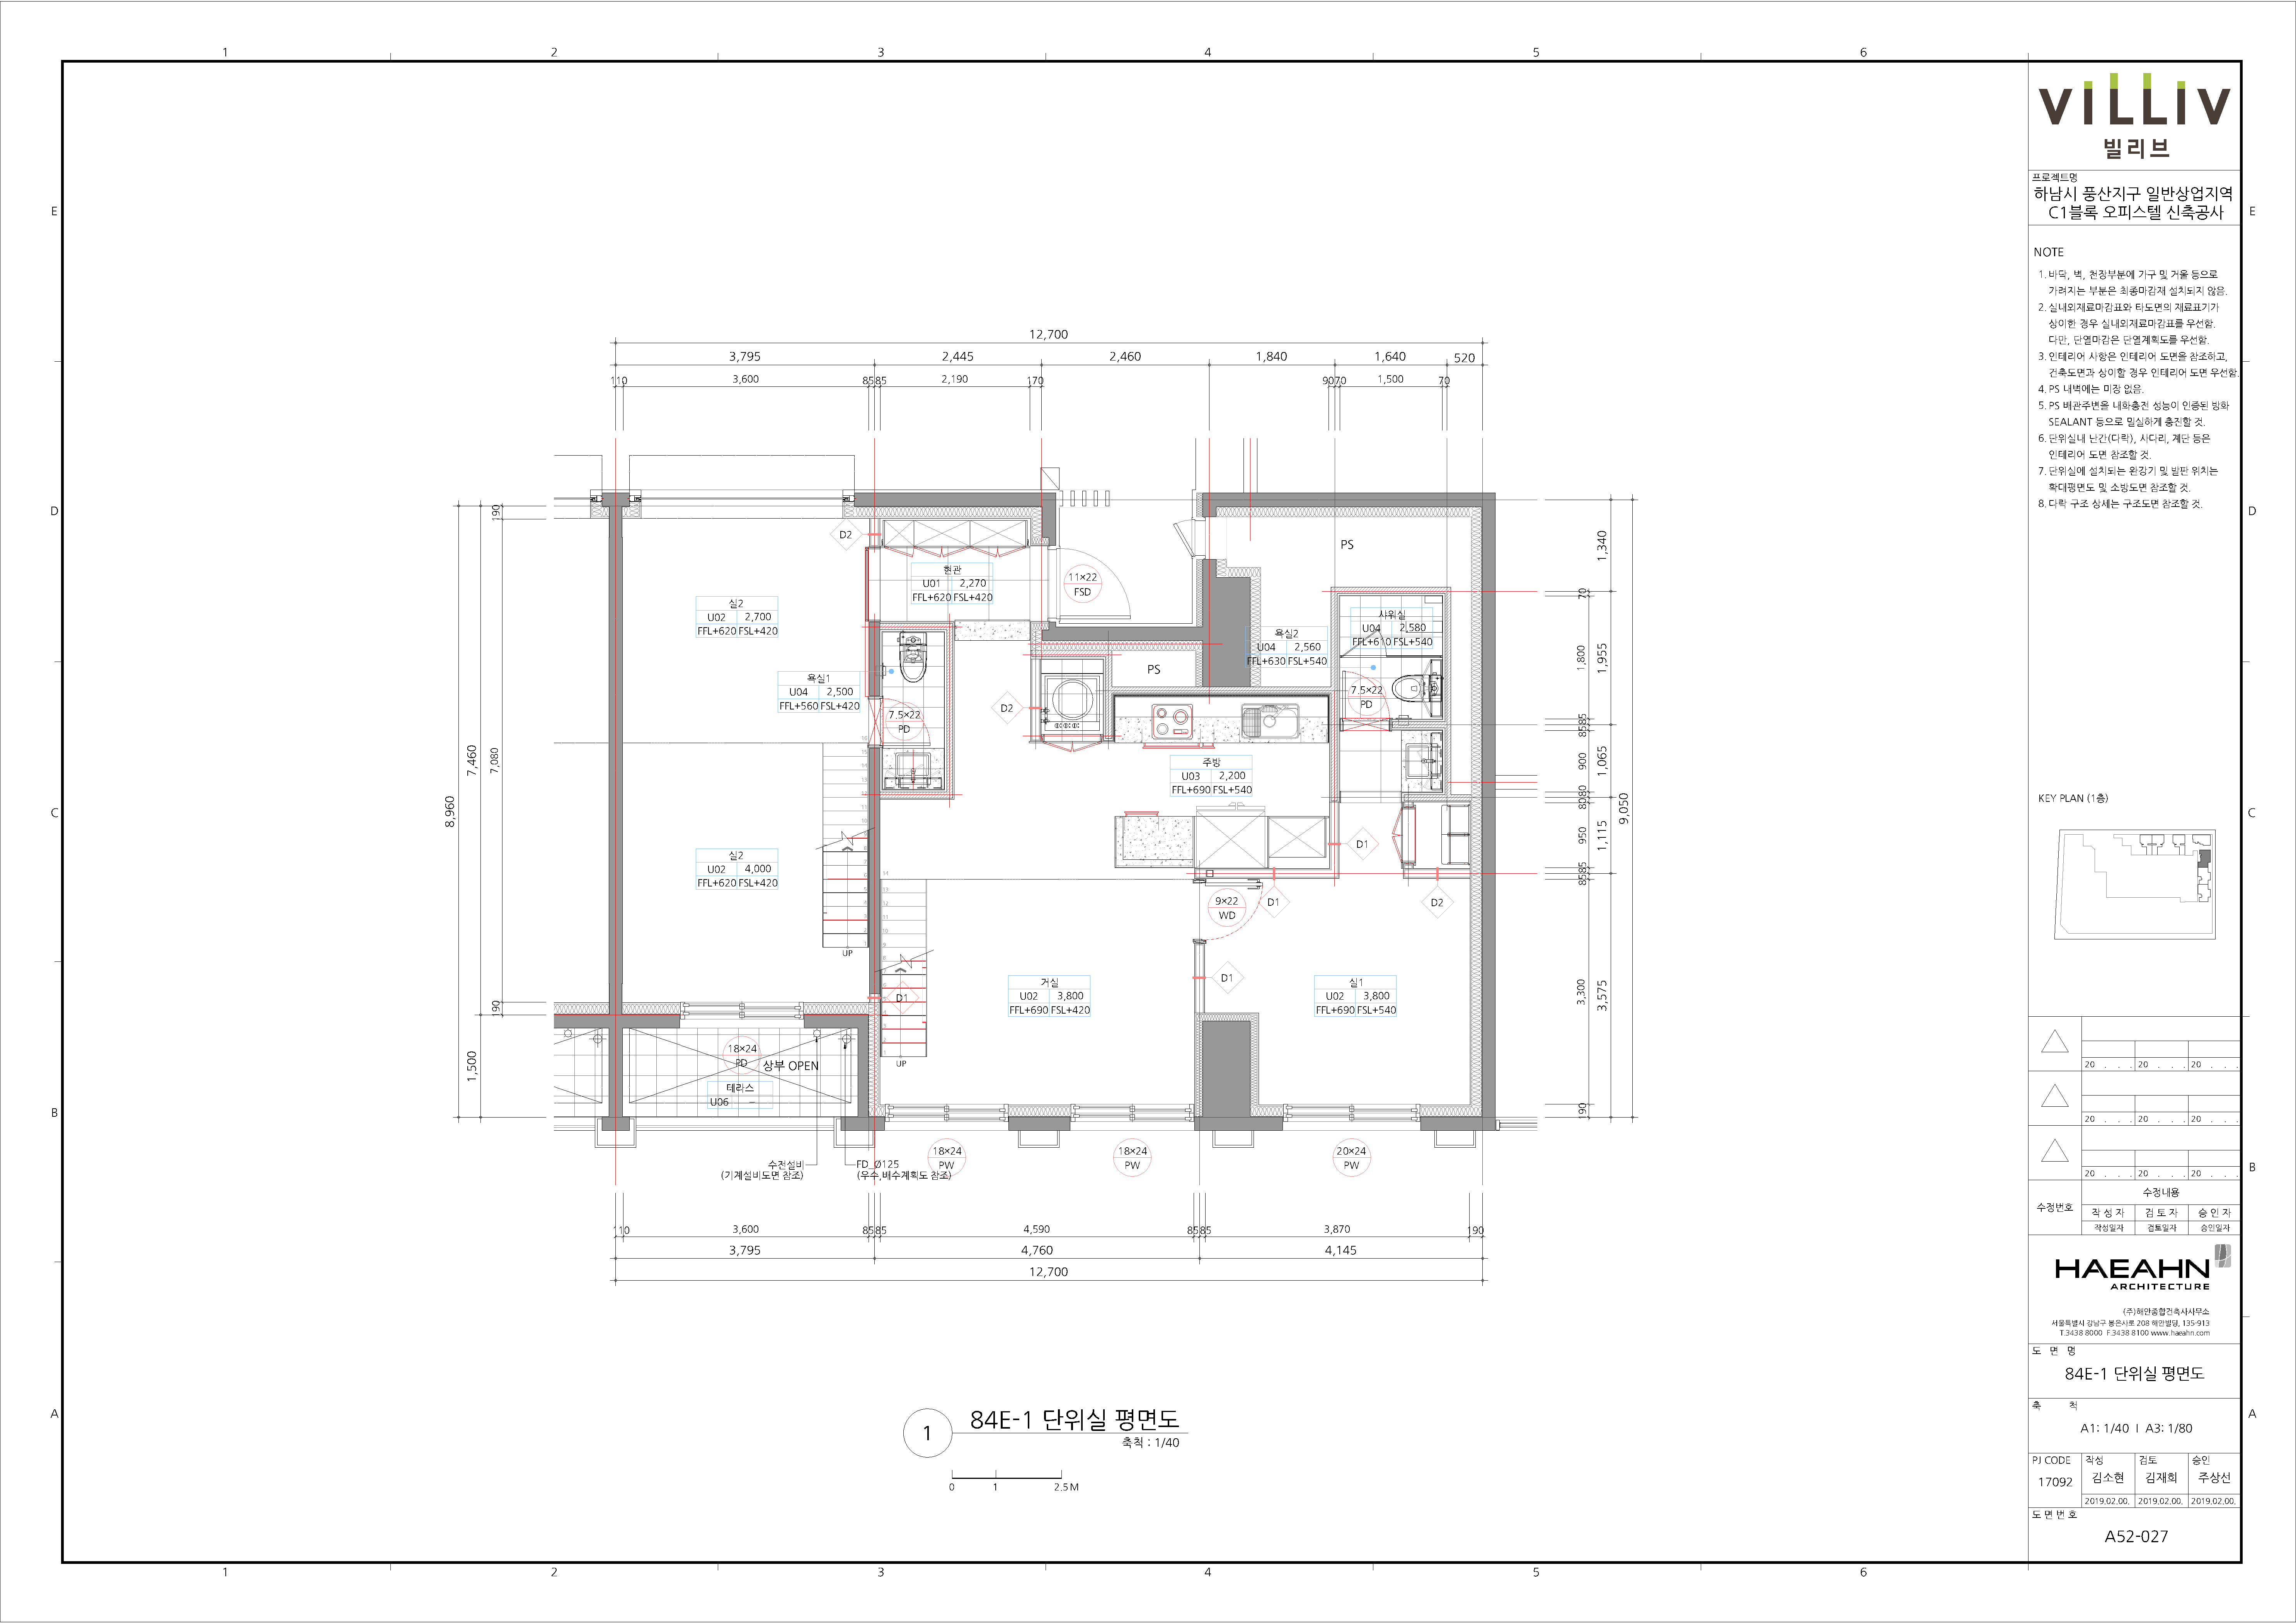 1 2 3 4 5 6
VILLIV
빌리브
프로젝트명
하남시 풍산지구 일반상업지역
C1블록 오피스텔 신축공사
NOTE
1. 바닥, 벽, 천장부분에 가구 및 거울 등으로
가려지는 부분은 최종마감재 설치되지 않음.
2. 실내외재료마감표와 타도면의 재료표기가
상이한 경우 실내외재료마감표를 우선함.
다만, 단열마감은 단열계획도를 우선함.
3. 인테리어 사항은 인테리어 도면을 참조하고,
건축도면과 상이할 경우 인테리어 도면 우선함.
4. PS 내벽에는 미장 없음.
5. PS 배관주변을 내화충전 성능이 인증된 방화
SEALANT 등으로 밀실하게 충진할 것.
6. 단위실내 난간(다락), 사다리, 계단 등은
인테리어 도면 참조할 것.
7. 단위실에 설치되는 완강기 및 발판 위치는
확대평면도 및 소방도면 참조할 것.
8. 다락 구조 상세는 구조도면 참조할 것.
KEY PLAN (1층)
20 . . . 20 . . . 20 . . .
20 . . . 20 . . . 20 . . .
20 . . . 20 . . . 20 . . .
수정번호
수정내용
작 성 자 검 토 자 승 인 자
작성일자 검토일자 승인일자
HAEAHN
ARCHITECTURE
(주)해안종합건축사사무소
서울특별시 강남구 봉은사로 208 해안빌딩, 135-913
T.3438 8000 F.3438 8100 www.haeahn.com
도 면 명
84E-1 단위실 평면도
축 척
A1: 1/40 I A3: 1/80
PJ CODE 작성 검토 승인
17092 김소현 김재희 주상선
2019.02.00. 2019.02.00. 2019.02.00.
도 면 번 호
A52-027
E
D
C
B
A
E
D
C
B
A
12,700
3,795 2,445 2,460 1,840 1,640 520
110 3,600 85 85 2,190 170 90 70 1,500 70
190
7,080
190
7,460
1,500
8,960
1,340
70
1,800
1,955
85 85
900
1,065
80 80
950
1,115
85 85
3,300
3,575
190
9,050
D2
현관
U01 2,270
FFL+620 FSL+420
11×22
FSD
PS
실2
U02 2,700
FFL+620 FSL+420
욕실2
U04 2,560
FFL+630 FSL+540
샤워실
U04 2,580
FFL+610 FSL+540
PS
욕실1
U04 2,500
FFL+560 FSL+420
7.5×22
PD
D2
7.5×22
PD
주방
U03 2,200
FFL+690 FSL+540
D1
실2
U02 4,000
FFL+620 FSL+420
UP
9×22
WD
D1
D2
D1
D1
거실
U02 3,800
FFL+690 FSL+420
실1
U02 3,800
FFL+690 FSL+540
UP
18×24
PD
상부 OPEN
테라스
U06 -
수전설비
(기계설비도면 참조)
FD_Ø125
(우수,배수계획도 참조)
18×24
PW
18×24
PW
20×24
PW
110 3,600 85 85 4,590 85 85 3,870 190
3,795 4,760 4,145
12,700
1
84E-1 단위실 평면도
축척 : 1/40
0 1 2.5 M
1 2 3 4 5 6